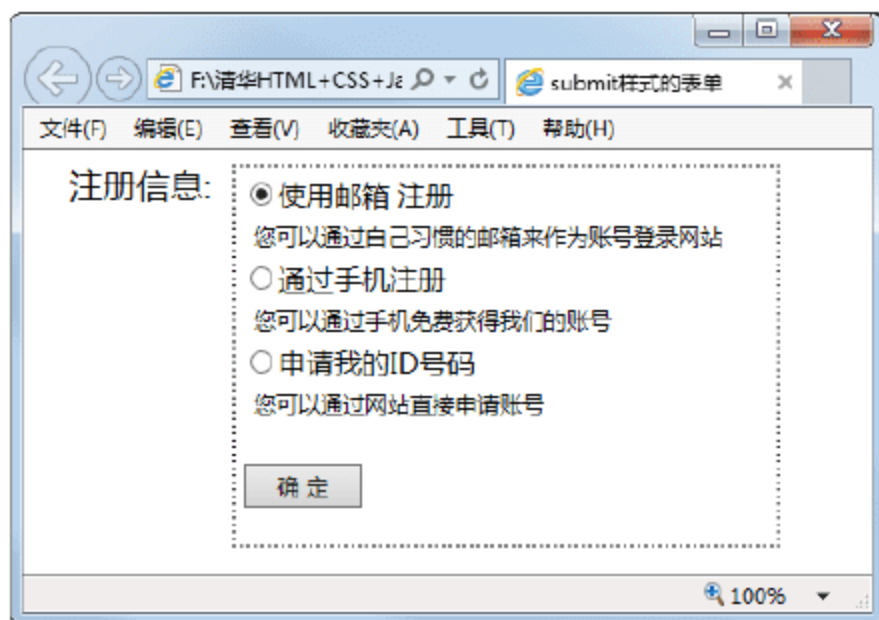 F:\清华HTML+CSS+Ja
submit样式的表单
文件(F) 编辑(E) 查看(V) 收藏夹(A) 工具(T) 帮助(H)
注册信息:
使用邮箱 注册
您可以通过自己习惯的邮箱来作为账号登录网站
通过手机注册
您可以通过手机免费获得我们的账号
申请我的ID号码
您可以通过网站直接申请账号
确 定
100%